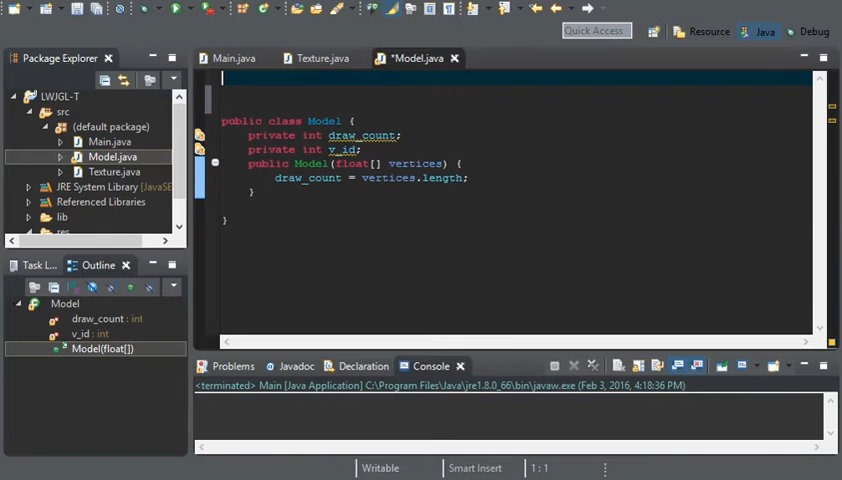 Quick Access
Resource
Java
Debug
Package Explorer
Main.java
Texture.java
*Model.java
LWJGL-T
src
(default package)
Main.java
Model.java
Texture.java
JRE System Library [JavaSE
Referenced Libraries
lib
res
public class Model {
private int draw_count;
private int v_id;
public Model(float[] vertices) {
draw_count = vertices.length;
}
}
Task L...
Outline
Model
draw_count : int
v_id : int
Model(float[])
Problems
Javadoc
Declaration
Console
<terminated> Main [Java Application] C:\Program Files\Java\jre1.8.0_66\bin\javaw.exe (Feb 3, 2016, 4:18:36 PM)
Writable
Smart Insert
1 : 1